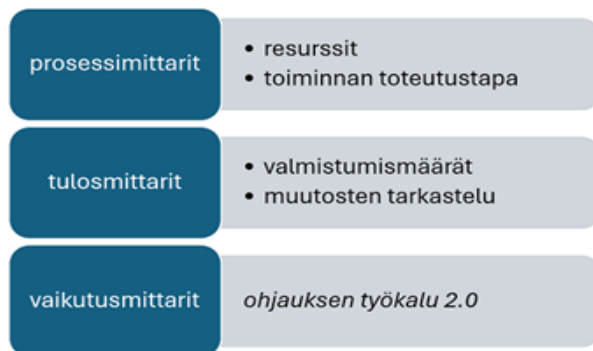 prosessimittarit
• resurssit
• toiminnan toteutustapa
tulosmittarit
• valmistumismäärät
• muutosten tarkastelu
vaikutusmittarit
ohjauksen työkalu 2.0